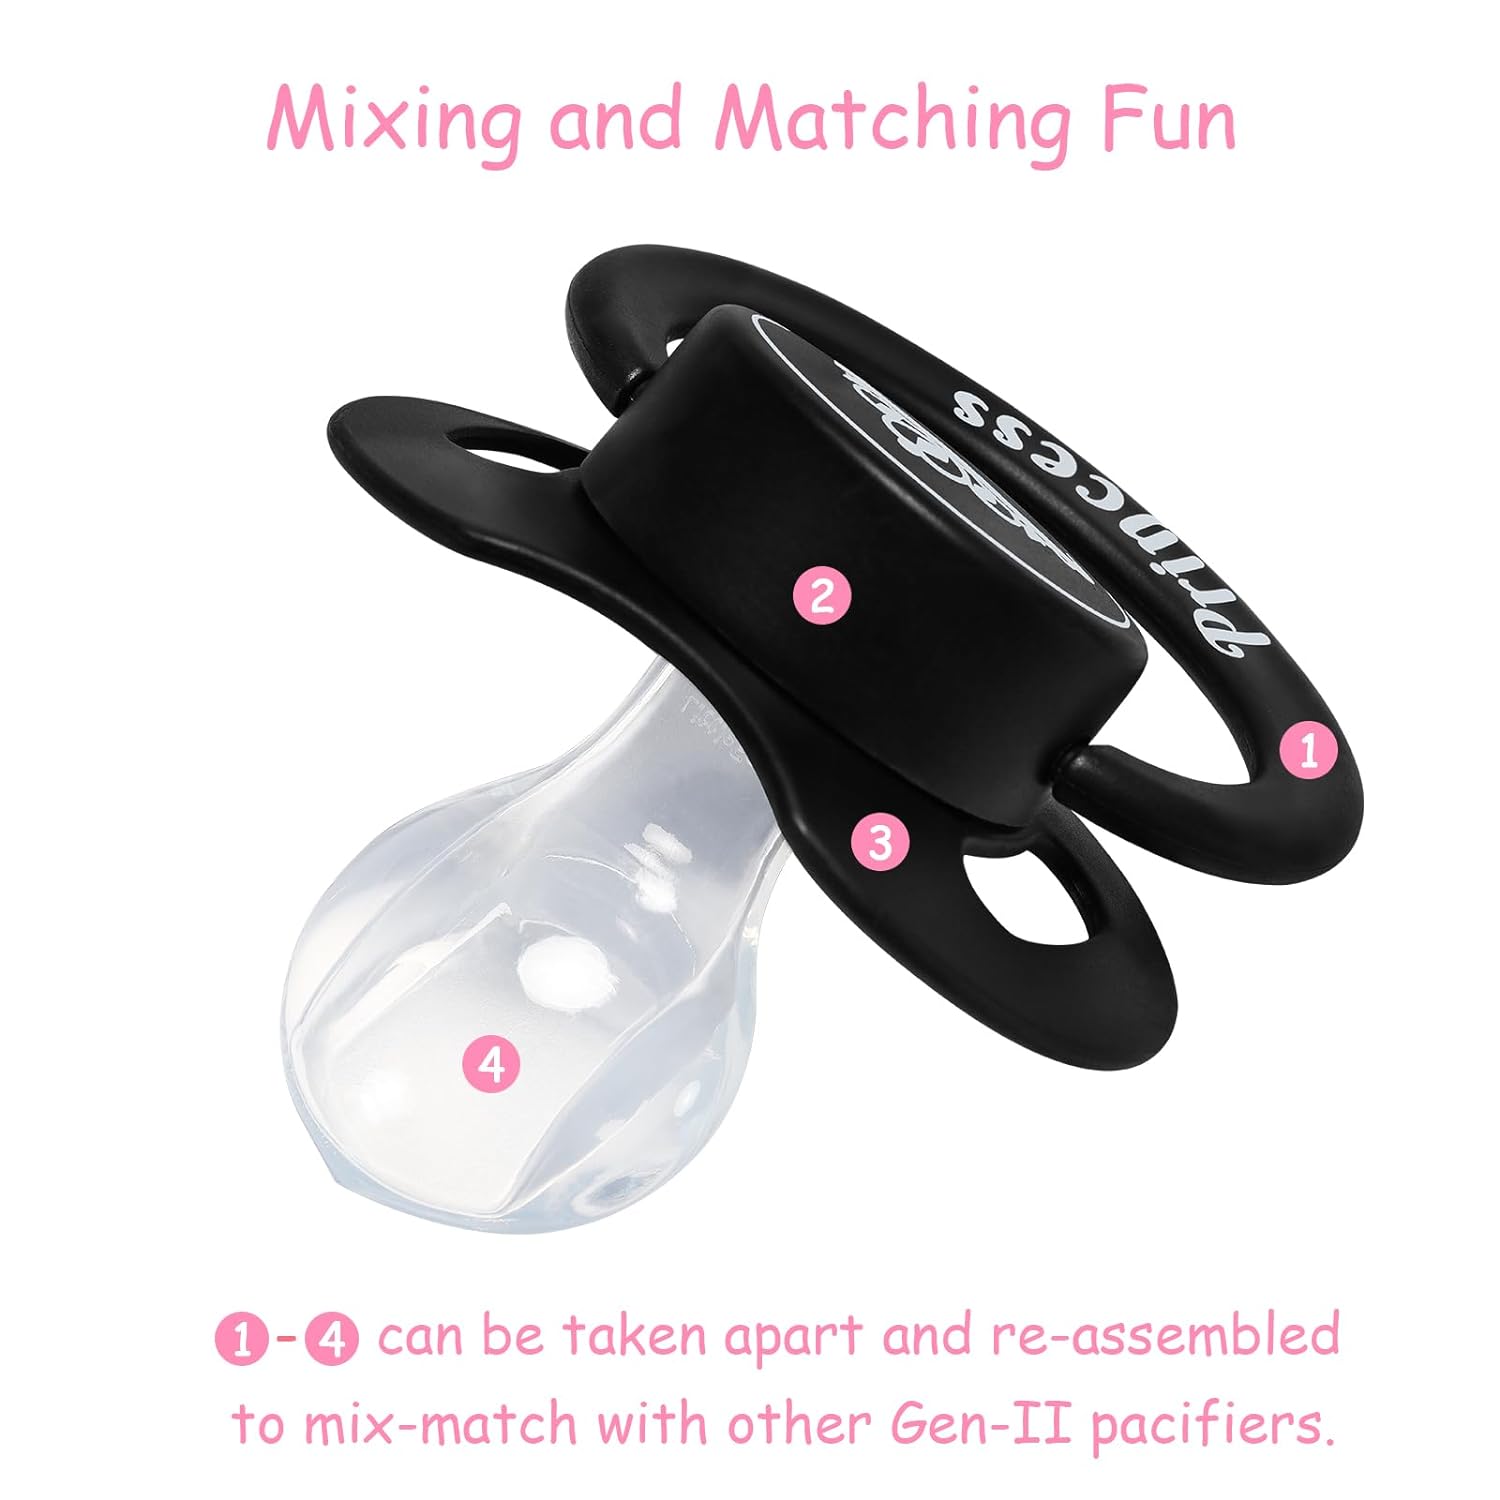 Mixing and Matching Fun
princess
2
1
3
4
1-4 can be taken apart and re-assembled
to mix-match with other Gen-II pacifiers.